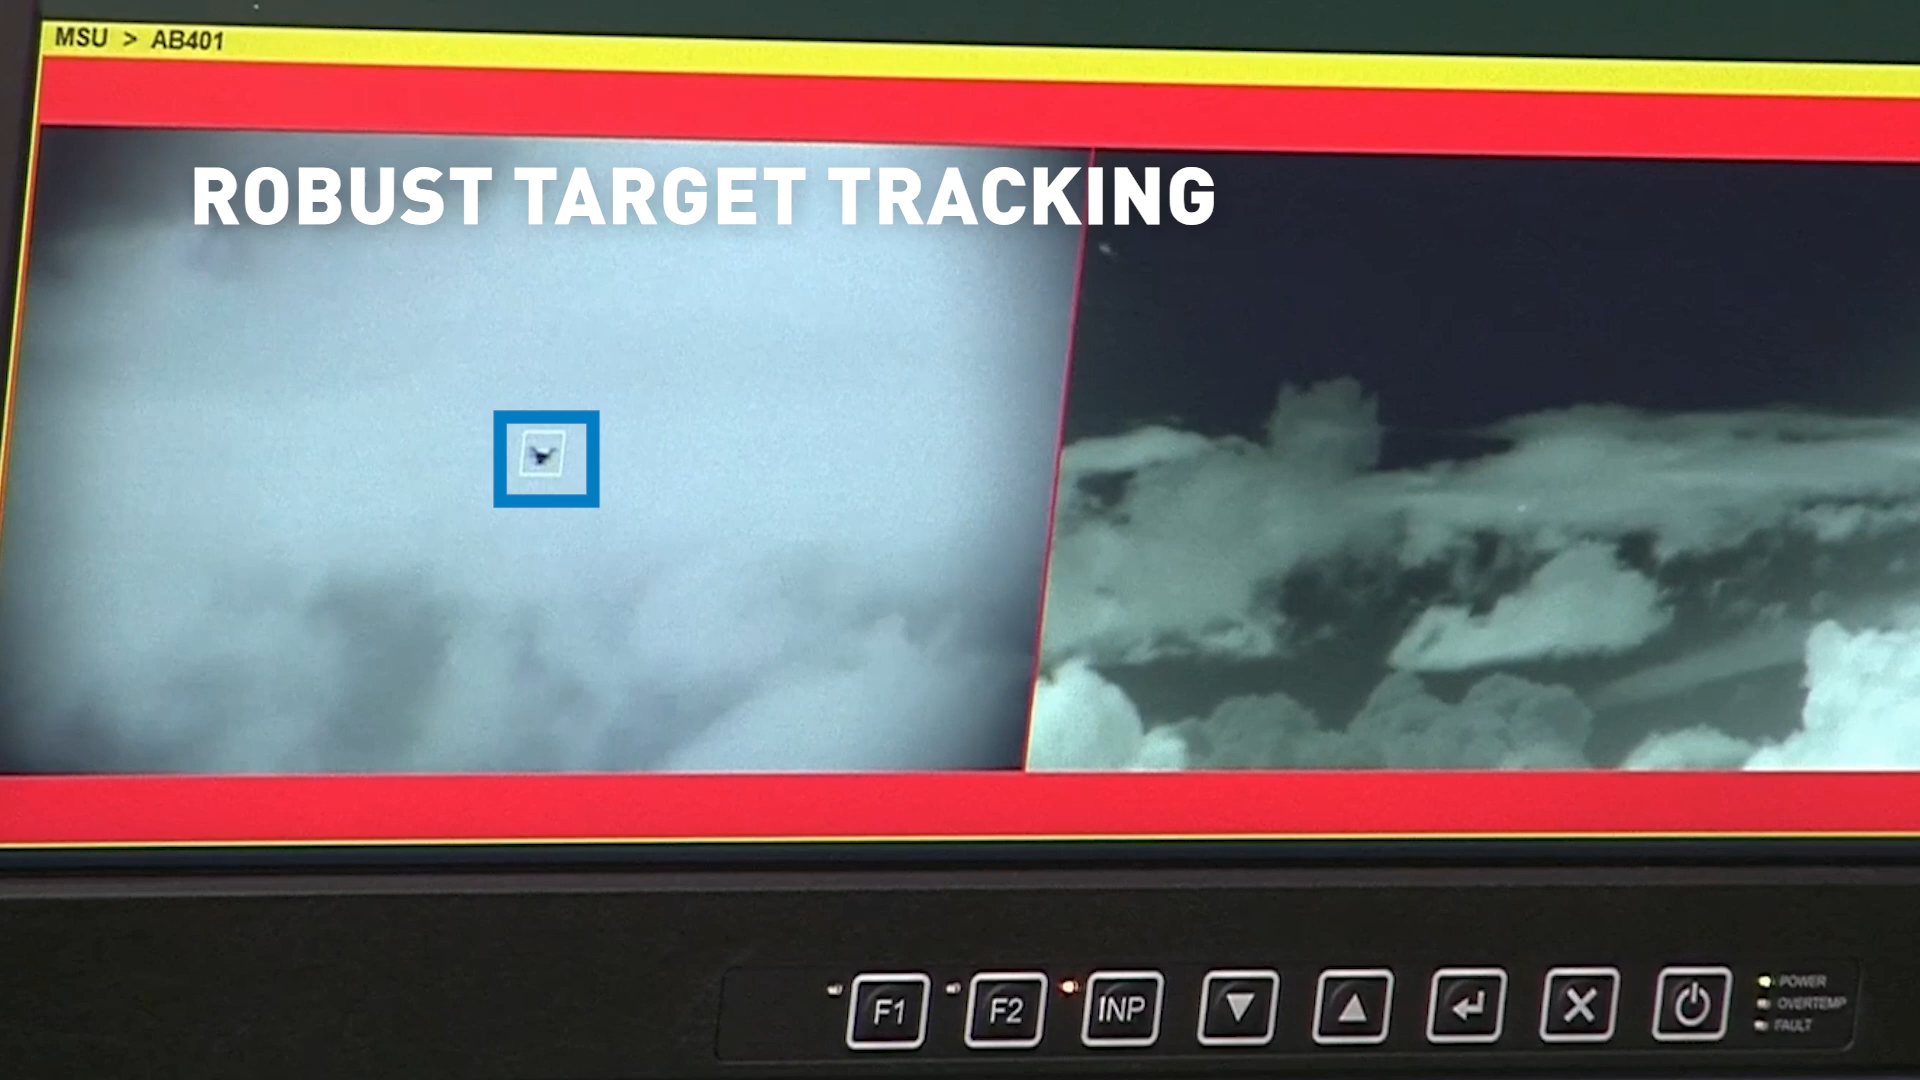 MSU > AB401
ROBUST TARGET TRACKING
F1 F2 INP
POWER
OVERTEMP
FAULT